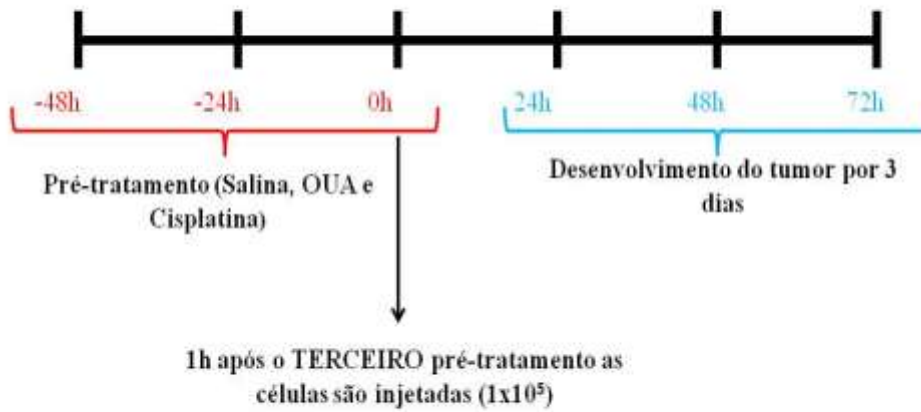 -48h -24h 0h 24h 48h 72h
Pré-tratamento (Salina, OUA e
Cisplatina)
Desenvolvimento do tumor por 3
dias
1h após o TERCEIRO pré-tratamento as
células são injetadas (1x10⁵)